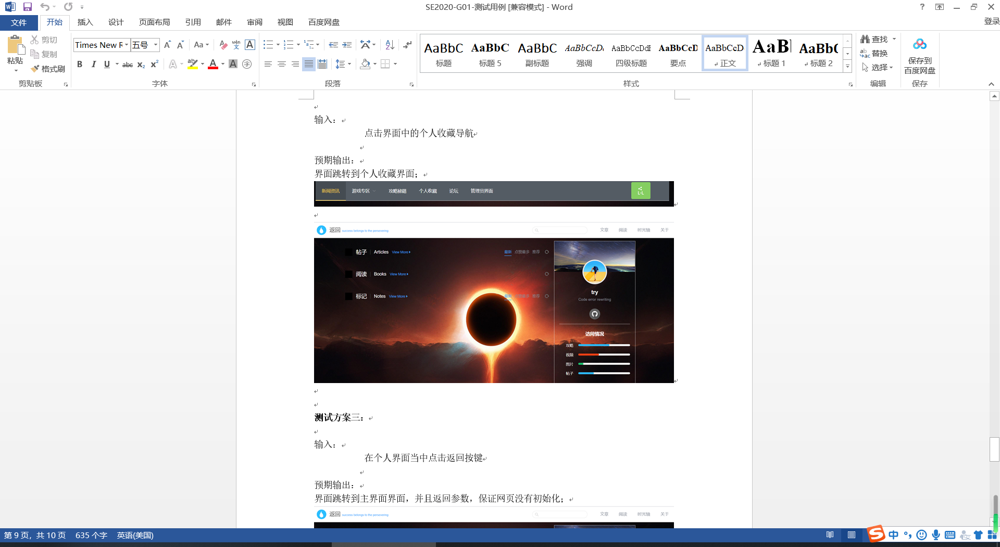 SE2020-G01-测试用例 [兼容模式] - Word
文件 开始 插入 设计 页面布局 引用 邮件 审阅 视图 百度网盘 登录
粘贴 剪切 复制 格式刷
Times New R 五号
AaBbC AaBbC AaBbC AaBbCcD AaBbCcDdE AaBbCcD AaBbCcD AaB AaBb
标题 标题 5 副标题 强调 四级标题 要点 正文 标题 1 标题 2
查找 替换 选择
保存到
百度网盘
剪贴板 字体 段落 样式 编辑 保存
输入：
点击界面中的个人收藏导航
预期输出：
界面跳转到个人收藏界面；
新闻资讯 游戏专区 攻略秘籍 个人收藏 论坛 管理员界面 L-L
返回 success belongs to the persevering 文章 阅读 时光轴 关于
帖子 Articles View More 最新 点赞最多 推荐
阅读 Books View More
标记 Notes View More 最新 点赞最多 推荐
try
Code error rewriting
访问情况
攻略
视频
图片
帖子
测试方案三：
输入：
在个人界面当中点击返回按键
预期输出：
界面跳转到主界面界面，并且返回参数，保证网页没有初始化；
返回 success belongs to the persevering 文章 阅读 时光轴 关于
第 9 页，共 10 页 635 个字 英语(美国) 中